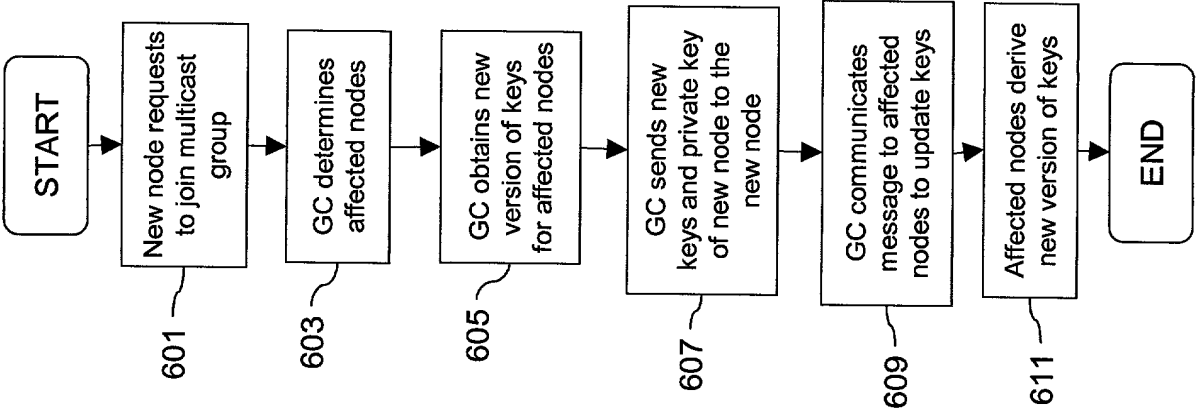 START
New node requests
to join multicast
group
601
GC determines
affected nodes
603
GC obtains new
version of keys
for affected nodes
605
GC sends new
keys and private key
of new node to the
new node
607
GC communicates
message to affected
nodes to update keys
609
Affected nodes derive
new version of keys
611
END